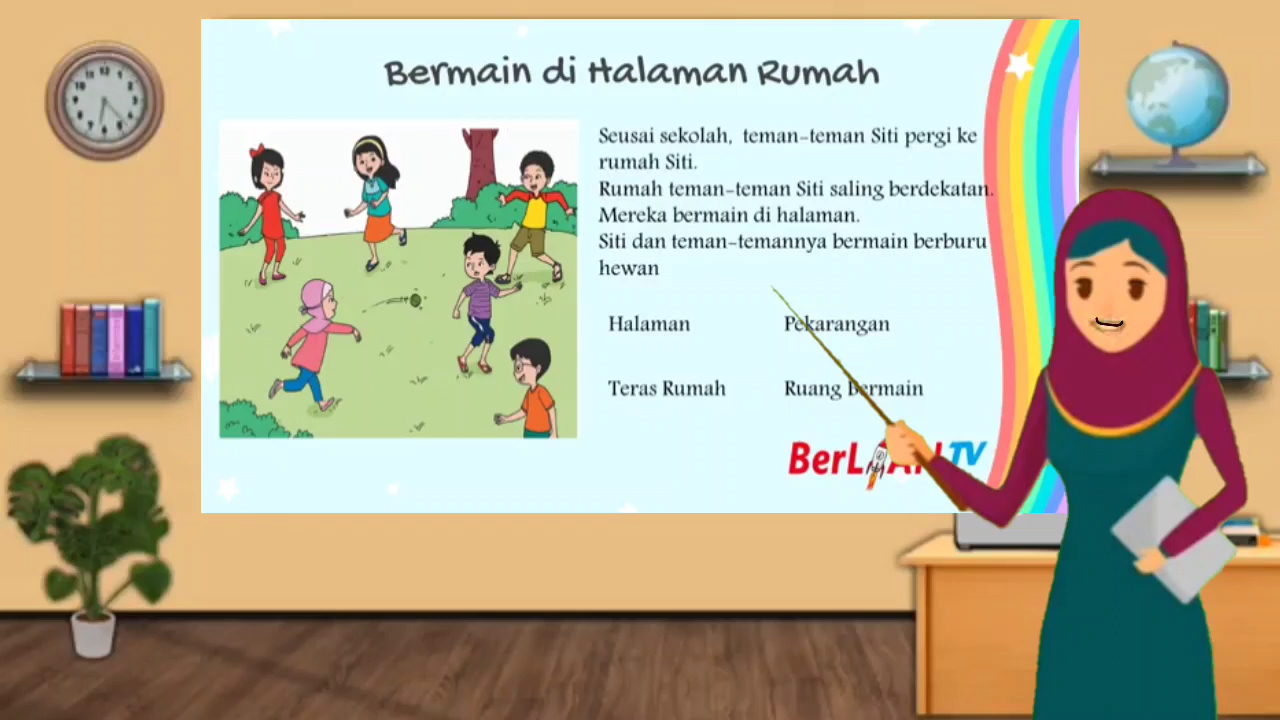 Bermain di Halaman Rumah
Seusai sekolah, teman-teman Siti pergi ke
rumah Siti.
Rumah teman-teman Siti saling berdekatan.
Mereka bermain di halaman.
Siti dan teman-temannya bermain berburu
hewan
Halaman Pekarangan
Teras Rumah Ruang Bermain
TV